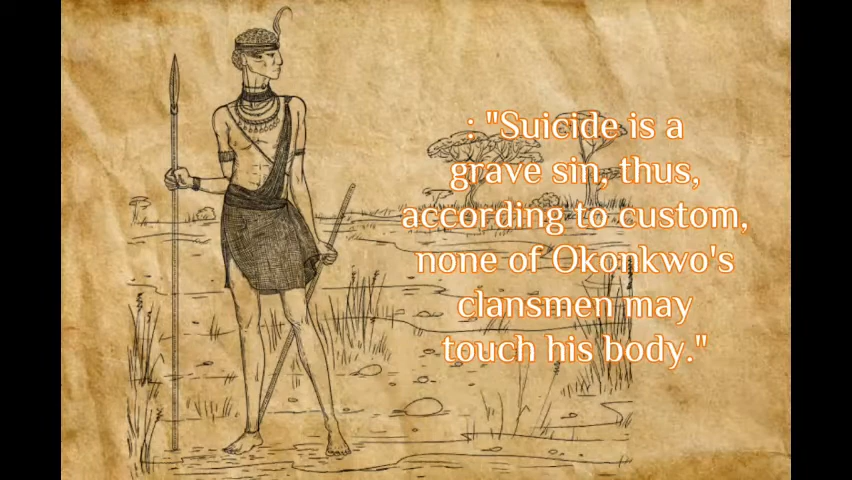 : "Suicide is a
grave sin, thus,
according to custom,
none of Okonkwo's
clansmen may
touch his body."